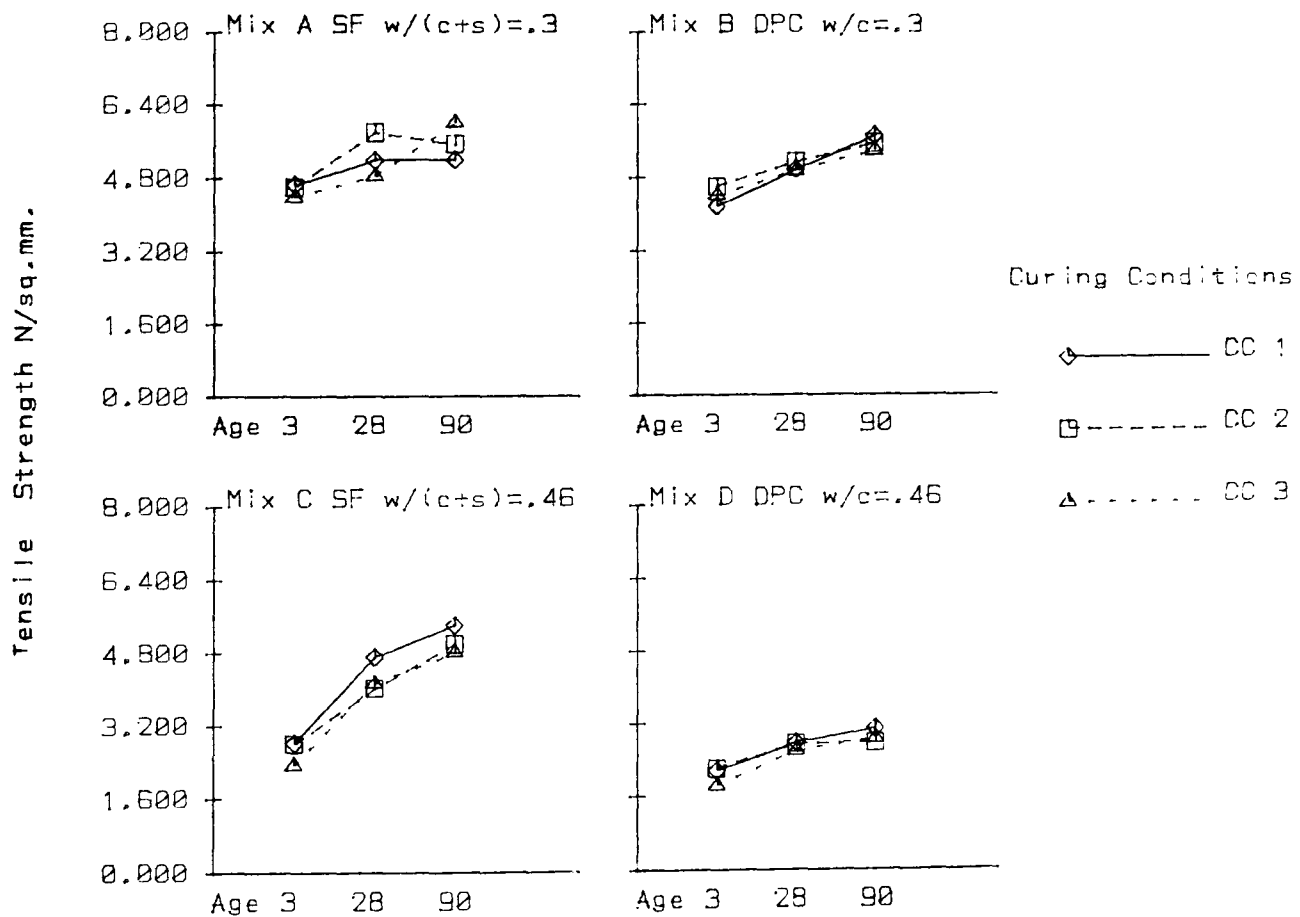 Tensile Strength N/sq.mm.
Mix A SF w/(c+s)=.3
8.000
6.400
4.800
3.200
1.600
0.000
Age 3 28 90
Mix B OPC w/c=.3
Age 3 28 90
Mix C SF w/(c+s)=.46
8.000
6.400
4.800
3.200
1.600
0.000
Age 3 28 90
Mix D OPC w/c=.46
Age 3 28 90
Curing Conditions
CC 1
CC 2
CC 3